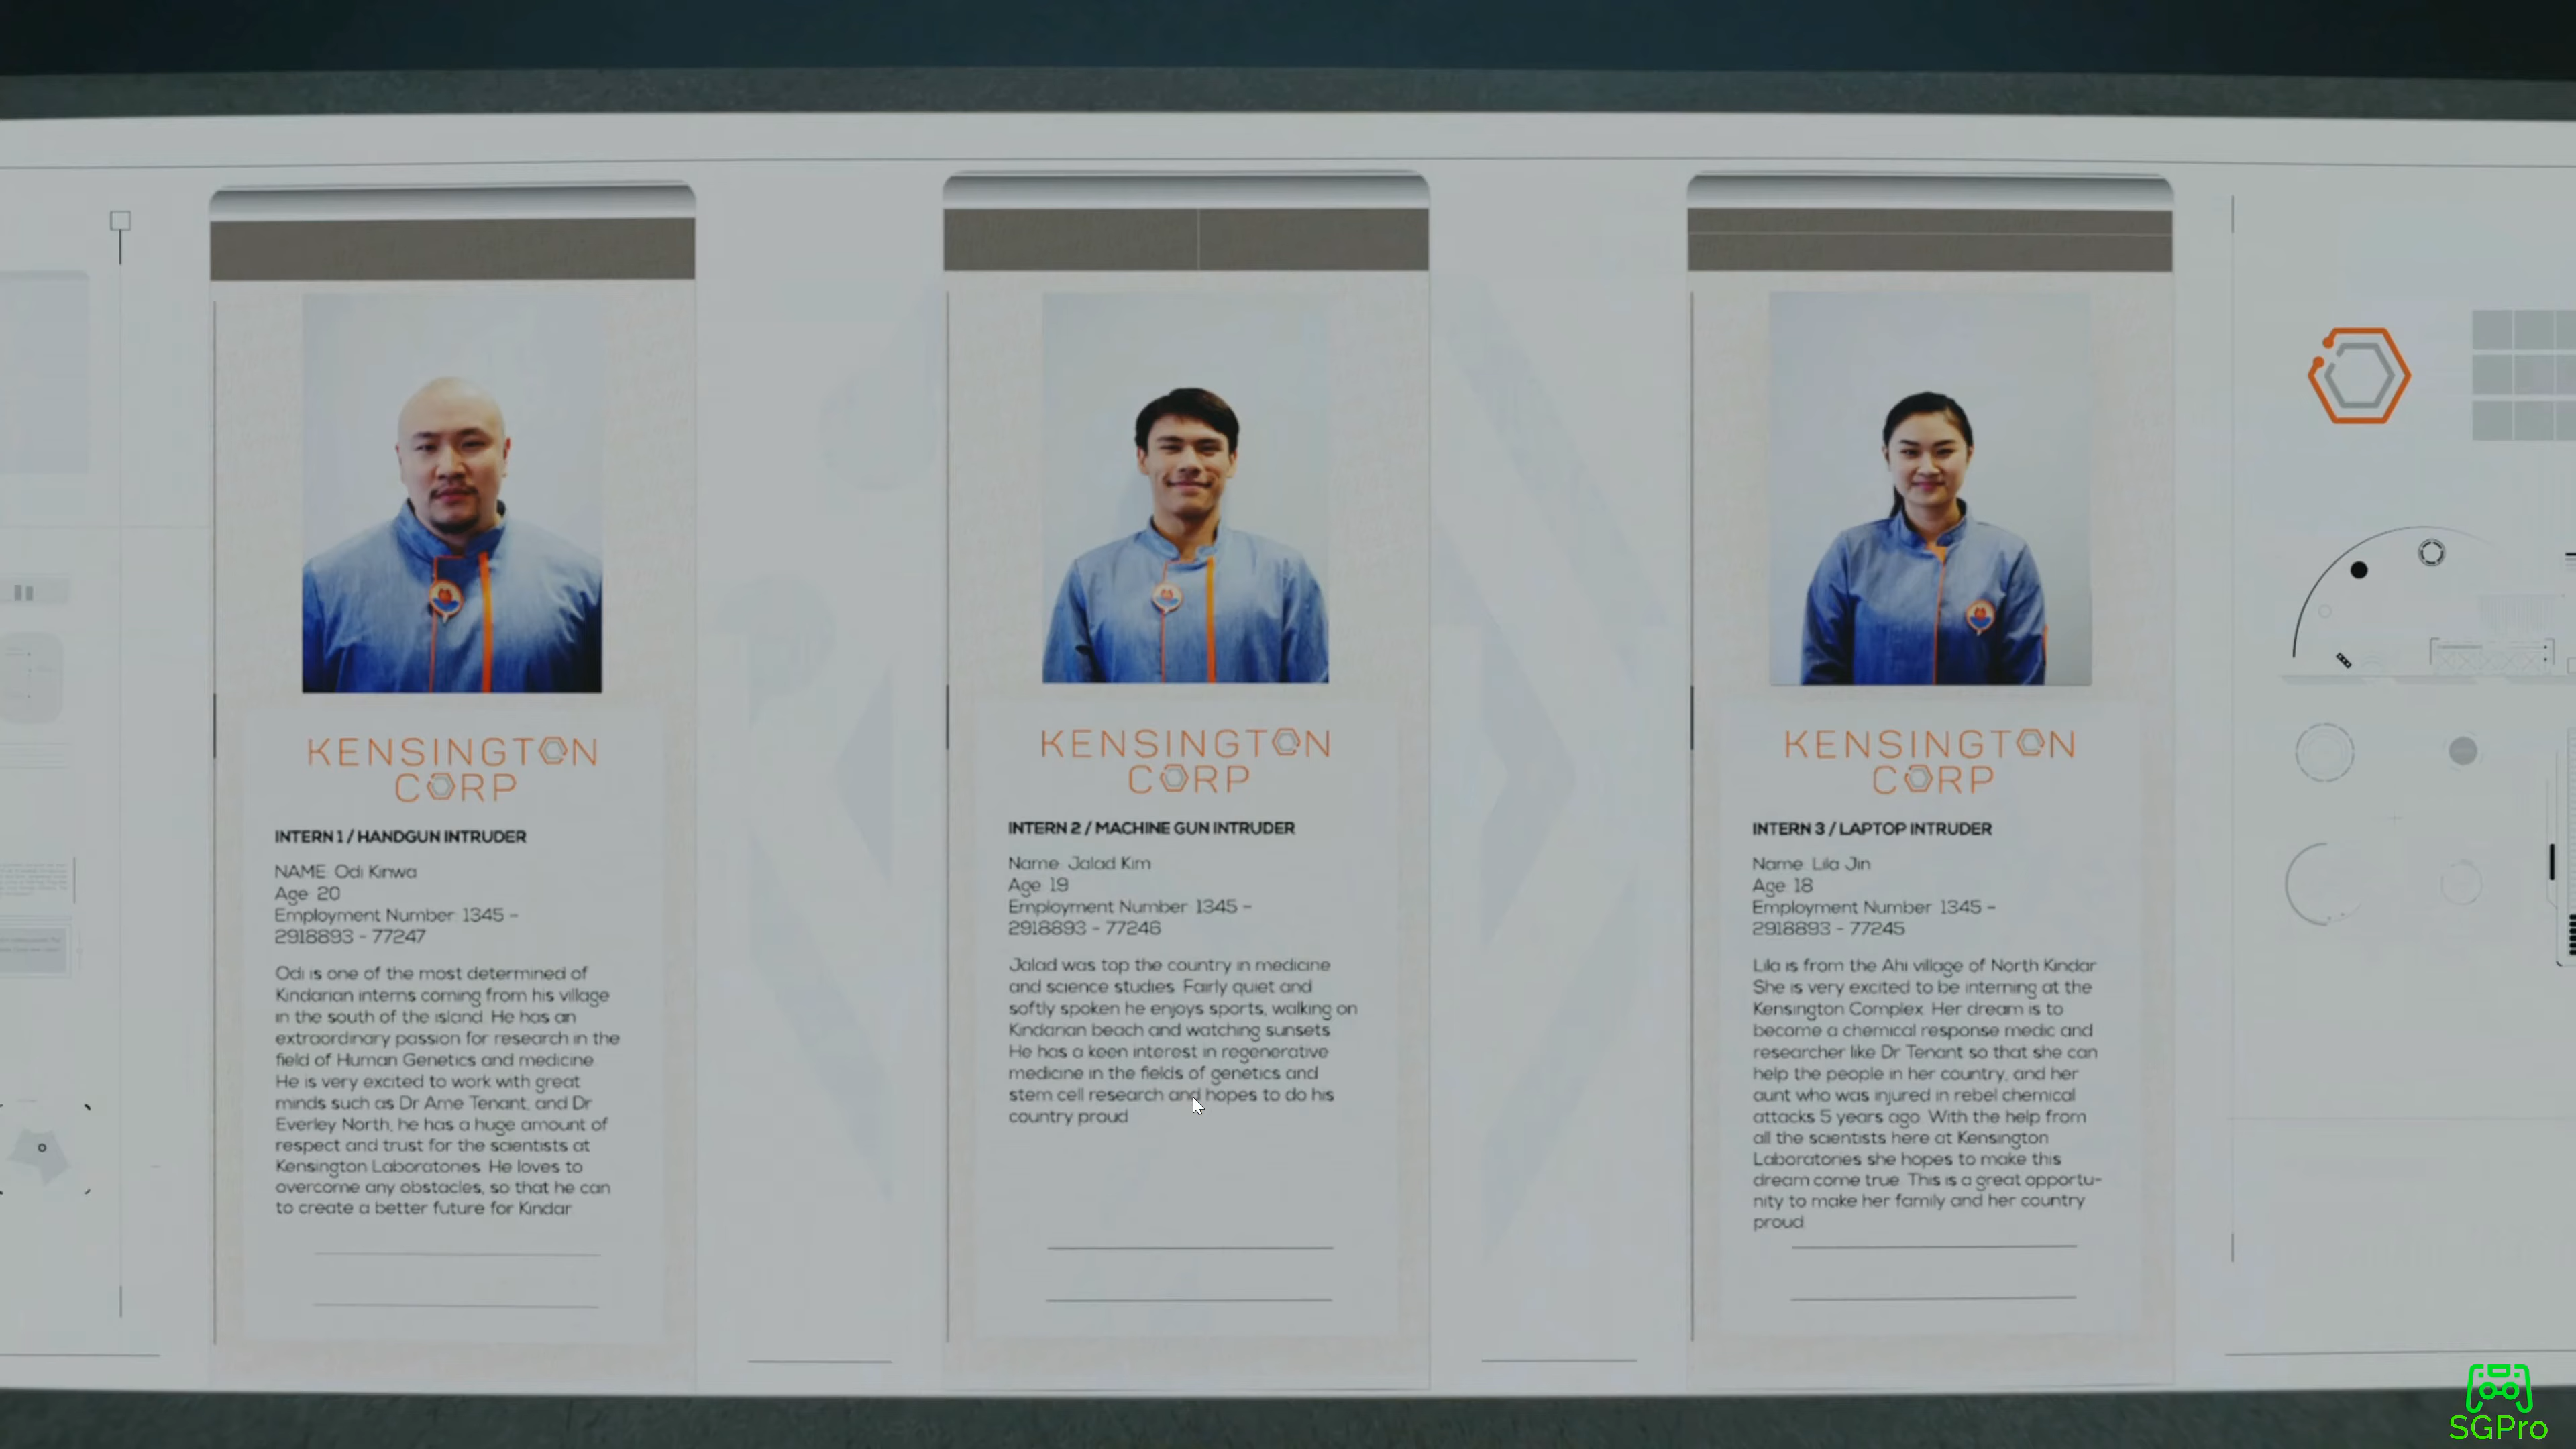 KENSINGTON
CORP
INTERN 1 / HANDGUN INTRUDER
NAME: Odi Kinwa
Age: 20
Employment Number: 1345 –
2918893 - 77247
Odi is one of the most determined of
Kindarian interns coming from his village
in the south of the island. He has an
extraordinary passion for research in the
field of Human Genetics and medicine.
He is very excited to work with great
minds such as Dr Arne Tenant, and Dr
Everley North, he has a huge amount of
respect and trust for the scientists at
Kensington Laboratories. He loves to
overcome any obstacles, so that he can
to create a better future for Kindar.
KENSINGTON
CORP
INTERN 2 / MACHINE GUN INTRUDER
Name: Jalad Kim
Age: 19
Employment Number: 1345 –
2918893 - 77246
Jalad was top the country in medicine
and science studies. Fairly quiet and
softly spoken he enjoys sports, walking on
Kindarian beach and watching sunsets.
He has a keen interest in regenerative
medicine in the fields of genetics and
stem cell research and hopes to do his
country proud.
KENSINGTON
CORP
INTERN 3 / LAPTOP INTRUDER
Name: Lila Jin
Age: 18
Employment Number: 1345 –
2918893 - 77245
Lila is from the Ahi village of North Kindar.
She is very excited to be interning at the
Kensington Complex. Her dream is to
become a chemical response medic and
researcher like Dr Tenant so that she can
help the people in her country, and her
aunt who was injured in rebel chemical
attacks 5 years ago. With the help from
all the scientists here at Kensington
Laboratories she hopes to make this
dream come true. This is a great opportu-
nity to make her family and her country
proud.
SGPro